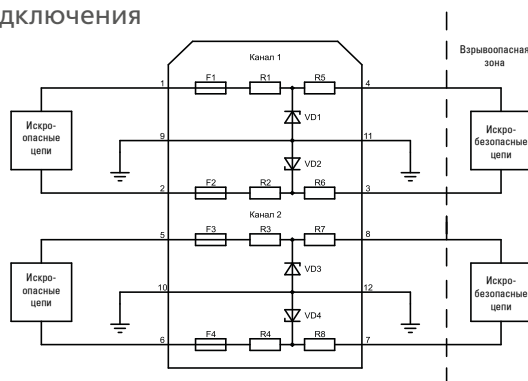 дключения
Канал 1
Взрывоопасная
зона
1 F1 R1 R5 4
Искро-
опасные
цепи
VD1
Искро-
безопасные
цепи
9 11
VD2
2 F2 R2 R6 3
Канал 2
5 F3 R3 R7 8
Искро-
опасные
цепи
VD3
Искро-
безопасные
цепи
10 12
VD4
6 F4 R4 R8 7